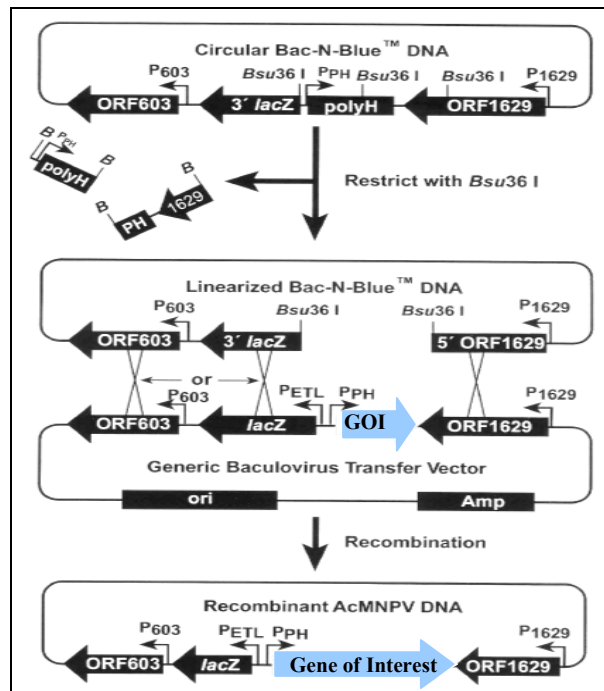 Circular Bac-N-Blue™ DNA
P603 Bsu36 I PPH Bsu36 I Bsu36 I P1629
ORF603 3´ lacZ polyH ORF1629
B PPH B
polyH
B B
PH 1629
Restrict with Bsu36 I
Linearized Bac-N-Blue™ DNA
P603 Bsu36 I Bsu36 I P1629
ORF603 3´ lacZ 5´ ORF1629
or
P603 PETL PPH P1629
ORF603 lacZ GOI ORF1629
Generic Baculovirus Transfer Vector
ori Amp
Recombination
Recombinant AcMNPV DNA
P603 PETL PPH P1629
ORF603 lacZ Gene of Interest ORF1629